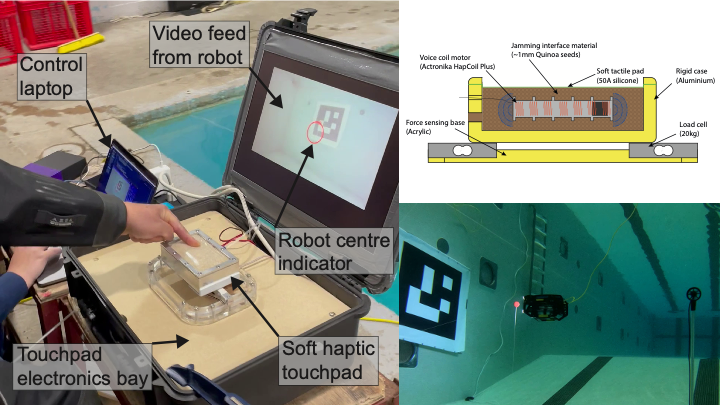 Control
laptop
Video feed
from robot
Robot centre
indicator
Soft haptic
touchpad
Touchpad
electronics bay
Jamming interface material
(~1mm Quinoa seeds)
Voice coil motor
(Actronika HapCoil Plus)
Soft tactile pad
(50A silicone)
Rigid case
(Aluminium)
Force sensing base
(Acrylic)
Load cell
(20kg)